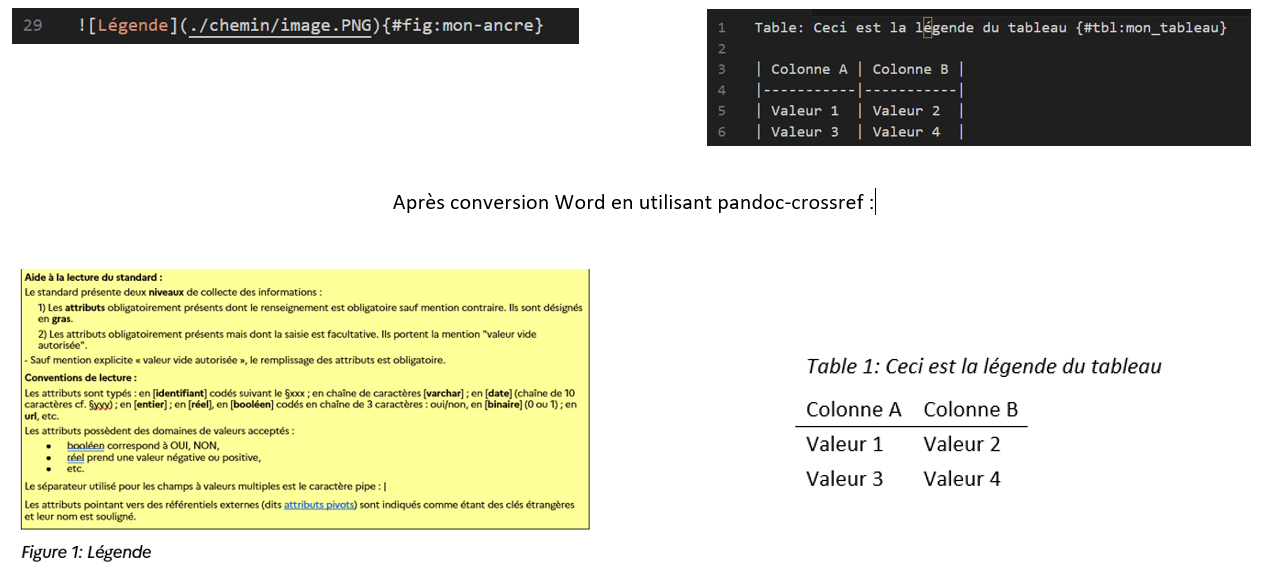 29 ![Légende](./chemin/image.PNG){#fig:mon-ancre}
1 Table: Ceci est la légende du tableau {#tbl:mon_tableau}
2
3 | Colonne A | Colonne B |
4 |-----------|-----------|
5 | Valeur 1 | Valeur 2 |
6 | Valeur 3 | Valeur 4 |
Après conversion Word en utilisant pandoc-crossref :
Aide à la lecture du standard :
Le standard présente deux niveaux de collecte des informations :
1) Les attributs obligatoirement présents dont le renseignement est obligatoire sauf mention contraire. Ils sont désignés
en gras.
2) Les attributs obligatoirement présents mais dont la saisie est facultative. Ils portent la mention "valeur vide
autorisée".
- Sauf mention explicite « valeur vide autorisée », le remplissage des attributs est obligatoire.
Conventions de lecture :
Les attributs sont typés : en [identifiant] codés suivant le §xxx ; en chaîne de caractères [varchar] ; en [date] (chaîne de 10
caractères cf. §yyy) ; en [entier] ; en [réel], en [booléen] codés en chaîne de 3 caractères : oui/non, en [binaire] (0 ou 1) ; en
url, etc.
Les attributs possèdent des domaines de valeurs acceptés :
• booléen correspond à OUI, NON,
• réel prend une valeur négative ou positive,
• etc.
Le séparateur utilisé pour les champs à valeurs multiples est le caractère pipe : |
Les attributs pointant vers des référentiels externes (dits attributs pivots) sont indiqués comme étant des clés étrangères
et leur nom est souligné.
Figure 1: Légende
Table 1: Ceci est la légende du tableau
Colonne A Colonne B
Valeur 1 Valeur 2
Valeur 3 Valeur 4